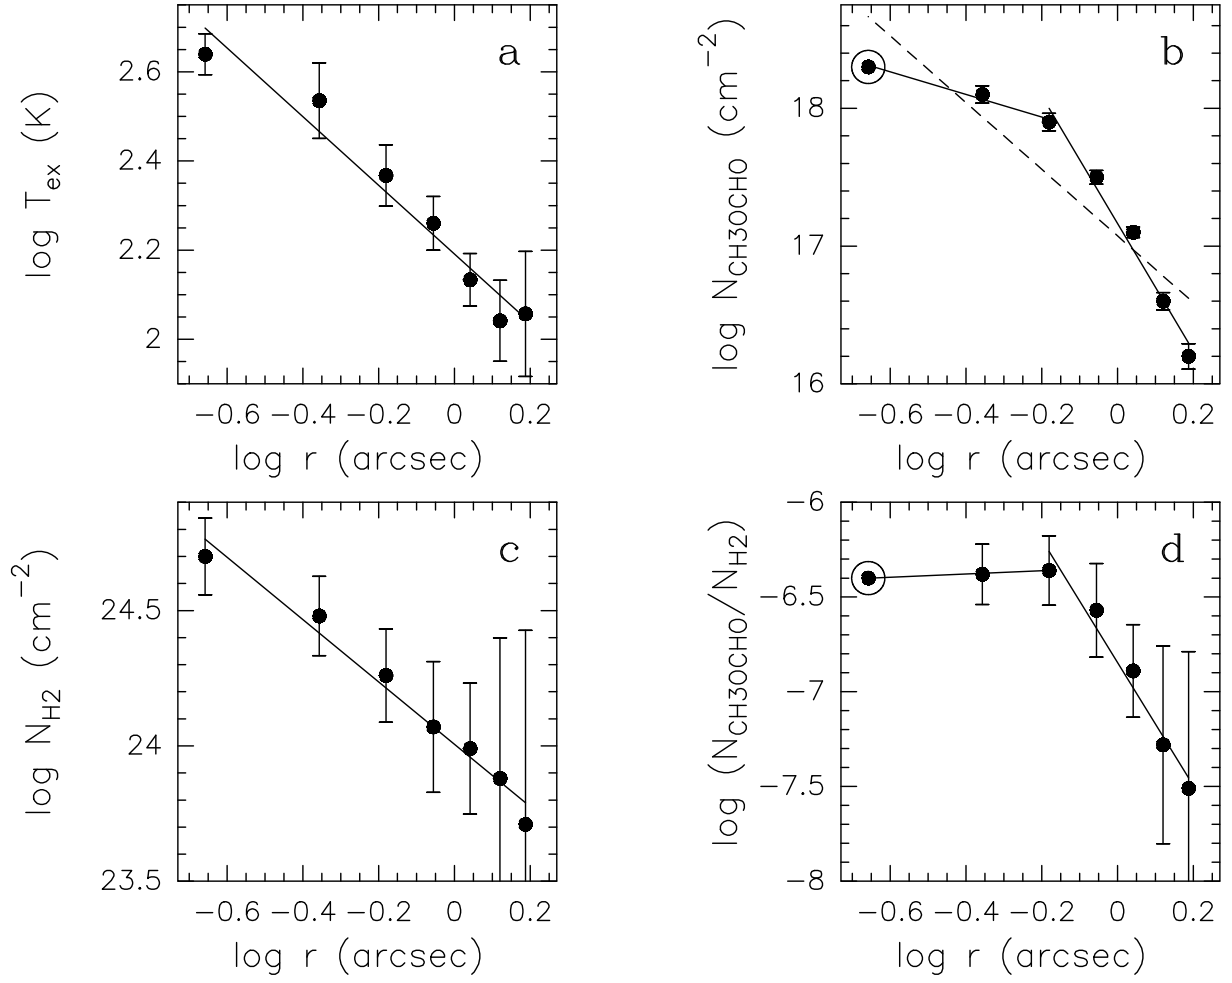 a
log T_ex (K)
2.6
2.4
2.2
2
−0.6 −0.4 −0.2 0 0.2
log r (arcsec)
b
log N_CH3OCHO (cm^−2)
18
17
16
−0.6 −0.4 −0.2 0 0.2
log r (arcsec)
c
log N_H2 (cm^−2)
24.5
24
23.5
−0.6 −0.4 −0.2 0 0.2
log r (arcsec)
d
log (N_CH3OCHO/N_H2)
−6
−6.5
−7
−7.5
−8
−0.6 −0.4 −0.2 0 0.2
log r (arcsec)